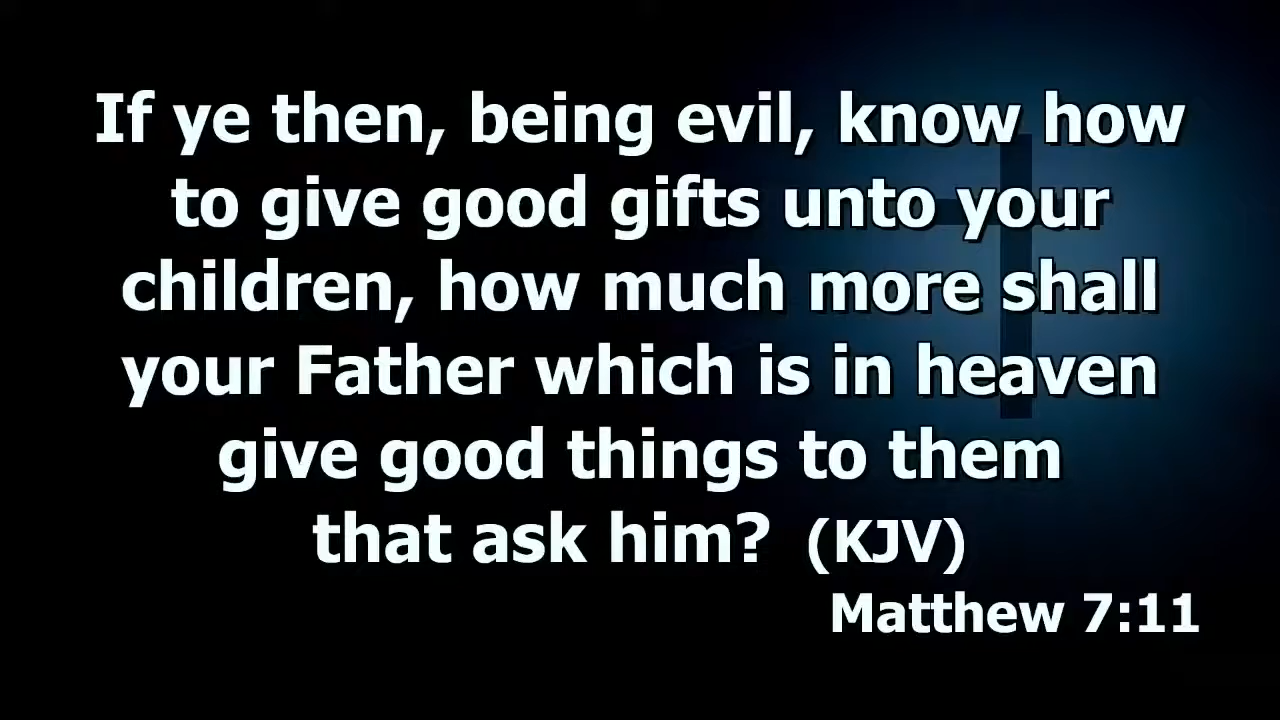 If ye then, being evil, know how
to give good gifts unto your
children, how much more shall
your Father which is in heaven
give good things to them
that ask him? (KJV)
Matthew 7:11